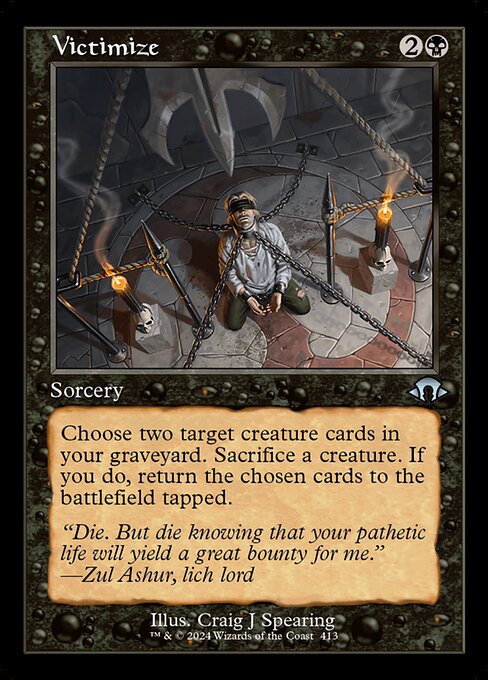 Victimize 2
Sorcery
Choose two target creature cards in
your graveyard. Sacrifice a creature. If
you do, return the chosen cards to the
battlefield tapped.
“Die. But die knowing that your pathetic
life will yield a great bounty for me.”
—Zul Ashur, lich lord
Illus. Craig J Spearing
™ & © 2024 Wizards of the Coast 413